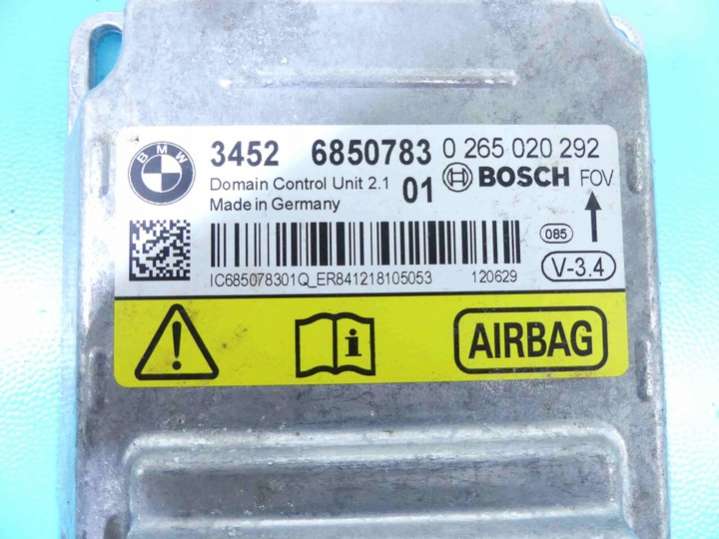 BMW
3452 6850783 0 265 020 292
Domain Control Unit 2.1 01 BOSCH FOV
Made in Germany
085
IC685078301Q_ER841218105053 120629
V-3.4
i
AIRBAG